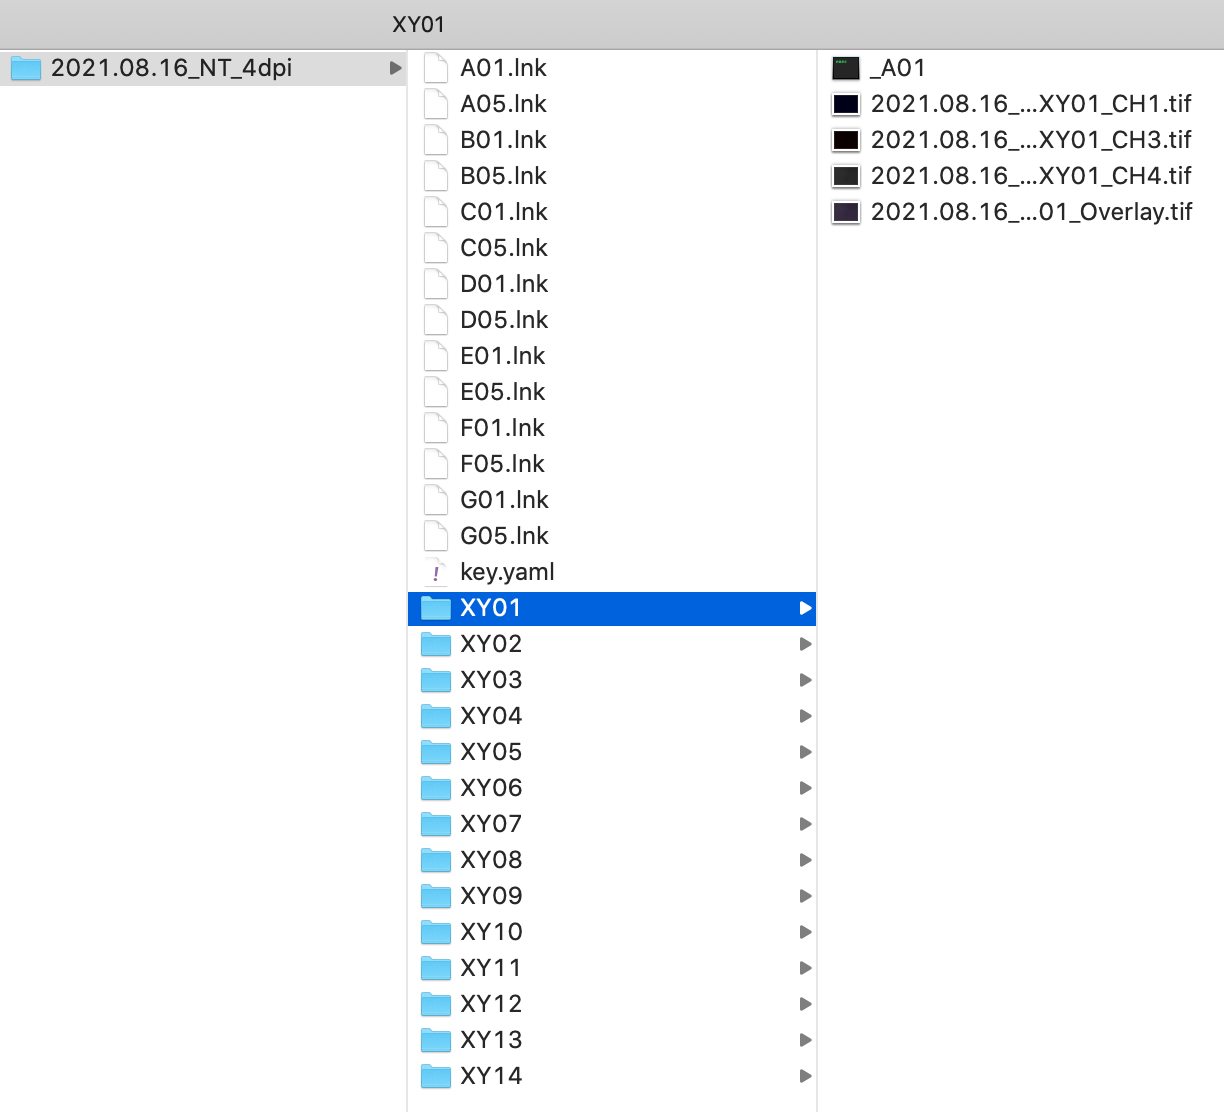 XY01
2021.08.16_NT_4dpi
A01.lnk
A05.lnk
B01.lnk
B05.lnk
C01.lnk
C05.lnk
D01.lnk
D05.lnk
E01.lnk
E05.lnk
F01.lnk
F05.lnk
G01.lnk
G05.lnk
key.yaml
XY01
XY02
XY03
XY04
XY05
XY06
XY07
XY08
XY09
XY10
XY11
XY12
XY13
XY14
_A01
2021.08.16_...XY01_CH1.tif
2021.08.16_...XY01_CH3.tif
2021.08.16_...XY01_CH4.tif
2021.08.16_...01_Overlay.tif